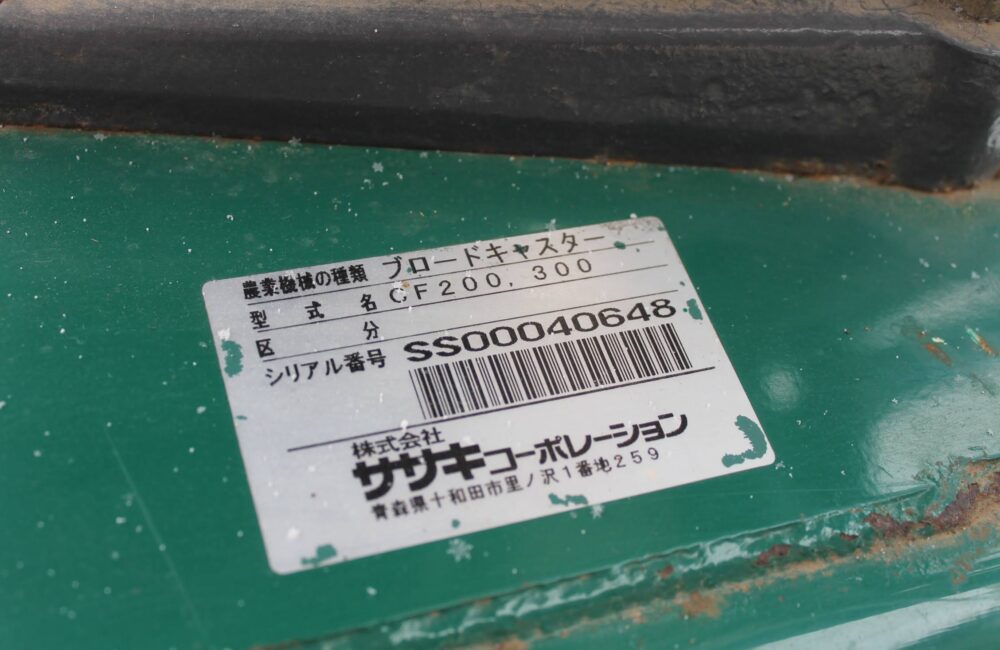 農業機械の種類 ブロードキャスター
型式名 CF200,300
区分
シリアル番号 SS00040648
株式会社
ササキコーポレーション
青森県十和田市里ノ沢1番地259